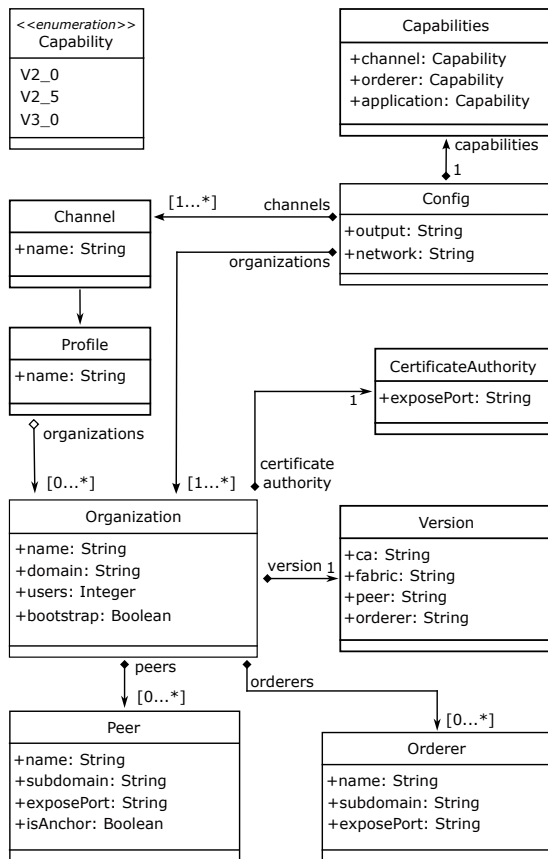 <<enumeration>>
Capability
V2_0
V2_5
V3_0
Capabilities
+channel: Capability
+orderer: Capability
+application: Capability
capabilities
1
Config
+output: String
+network: String
[1...*]
channels
organizations
Channel
+name: String
Profile
+name: String
organizations
[0...*]
[1...*]
CertificateAuthority
+exposePort: String
1
certificate
authority
Organization
+name: String
+domain: String
+users: Integer
+bootstrap: Boolean
version 1
Version
+ca: String
+fabric: String
+peer: String
+orderer: String
peers
[0...*]
orderers
[0...*]
Peer
+name: String
+subdomain: String
+exposePort: String
+isAnchor: Boolean
Orderer
+name: String
+subdomain: String
+exposePort: String